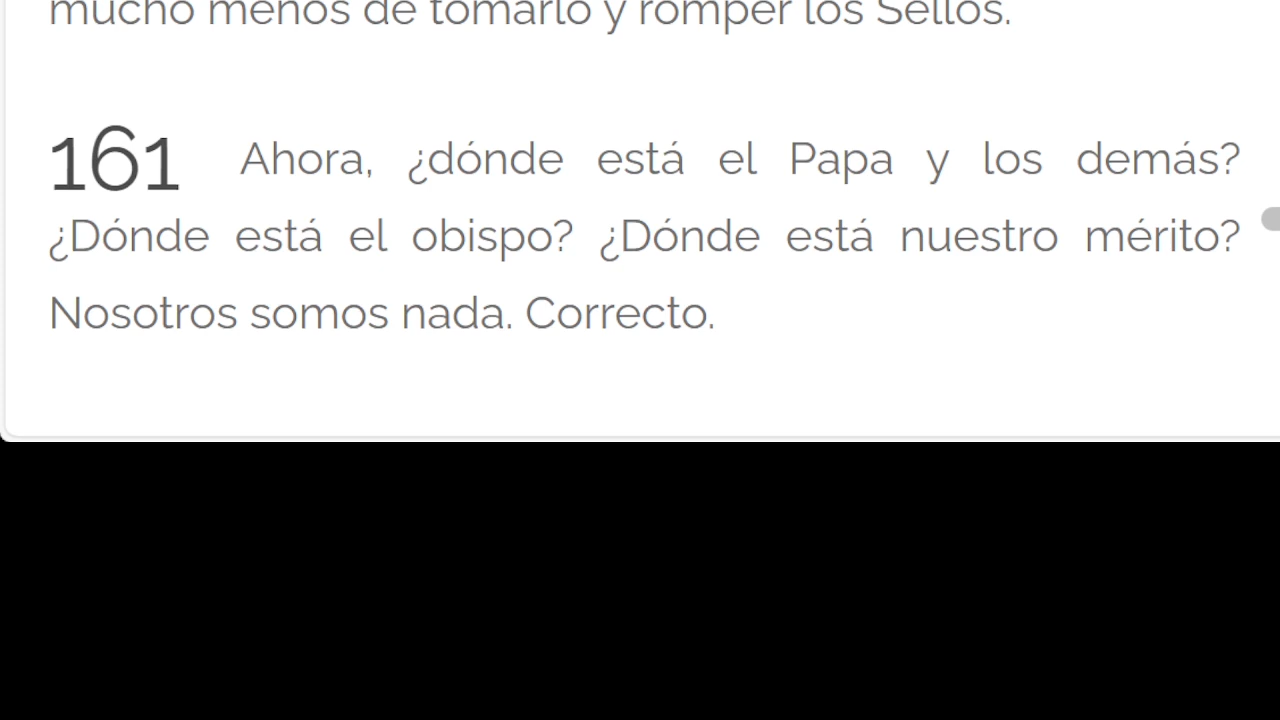 mucho menos de tomarlo y romper los Sellos.
161 Ahora, ¿dónde está el Papa y los demás?
¿Dónde está el obispo? ¿Dónde está nuestro mérito?
Nosotros somos nada. Correcto.